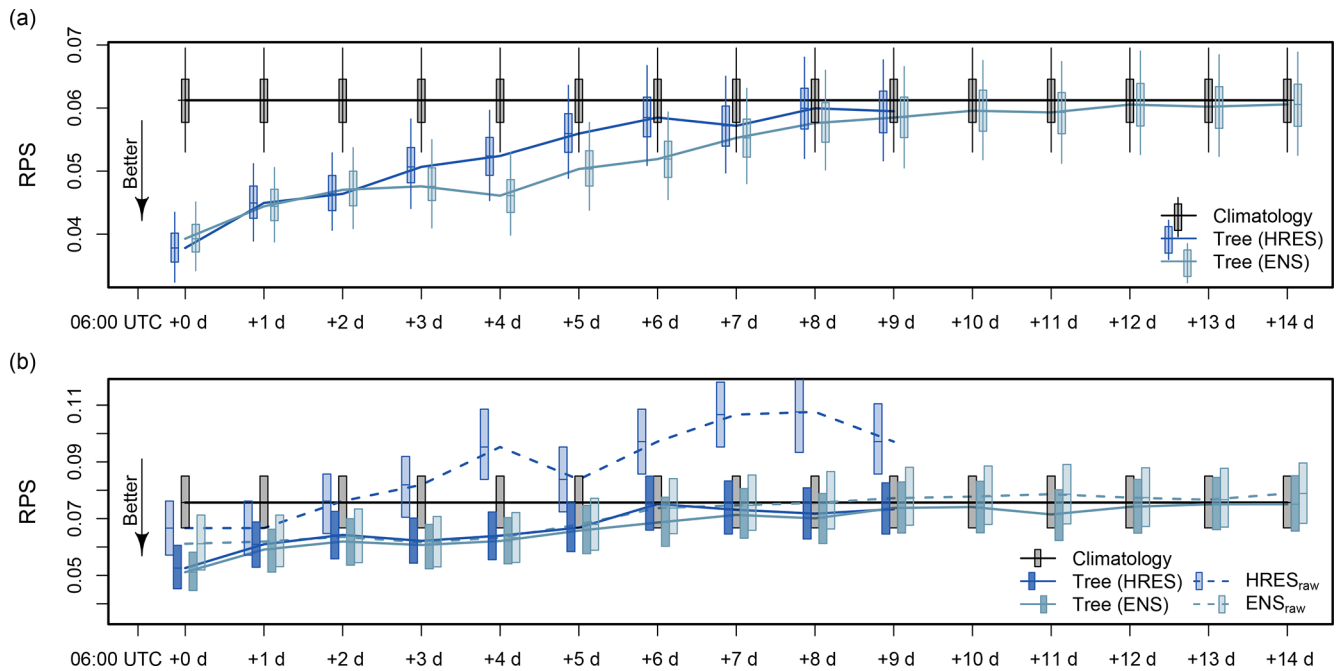 (a)
0.07
0.06
0.05
0.04
RPS
Better
Climatology
Tree (HRES)
Tree (ENS)
06:00 UTC +0 d +1 d +2 d +3 d +4 d +5 d +6 d +7 d +8 d +9 d +10 d +11 d +12 d +13 d +14 d
(b)
0.11
0.09
0.07
0.05
RPS
Better
Climatology
Tree (HRES) HRESraw
Tree (ENS) ENSraw
06:00 UTC +0 d +1 d +2 d +3 d +4 d +5 d +6 d +7 d +8 d +9 d +10 d +11 d +12 d +13 d +14 d